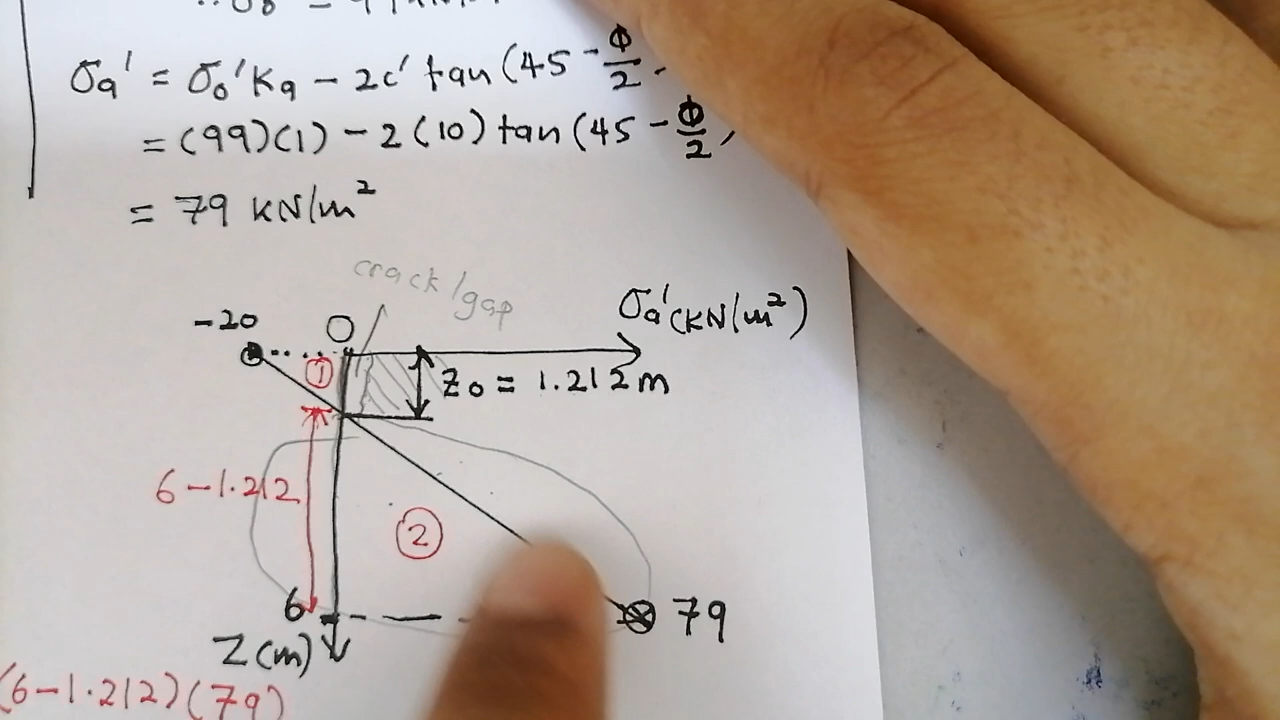 σa' = σo'Ka - 2c' tan (45 - ϕ/2
= (99)(1) - 2(10) tan (45 - ϕ/2,
= 79 KN/m²
crack/gap
-20 0 σa'(KN/m²)
① Zo = 1.212m
6-1.212
②
6 79
Z(m)
(6-1.212)(79)